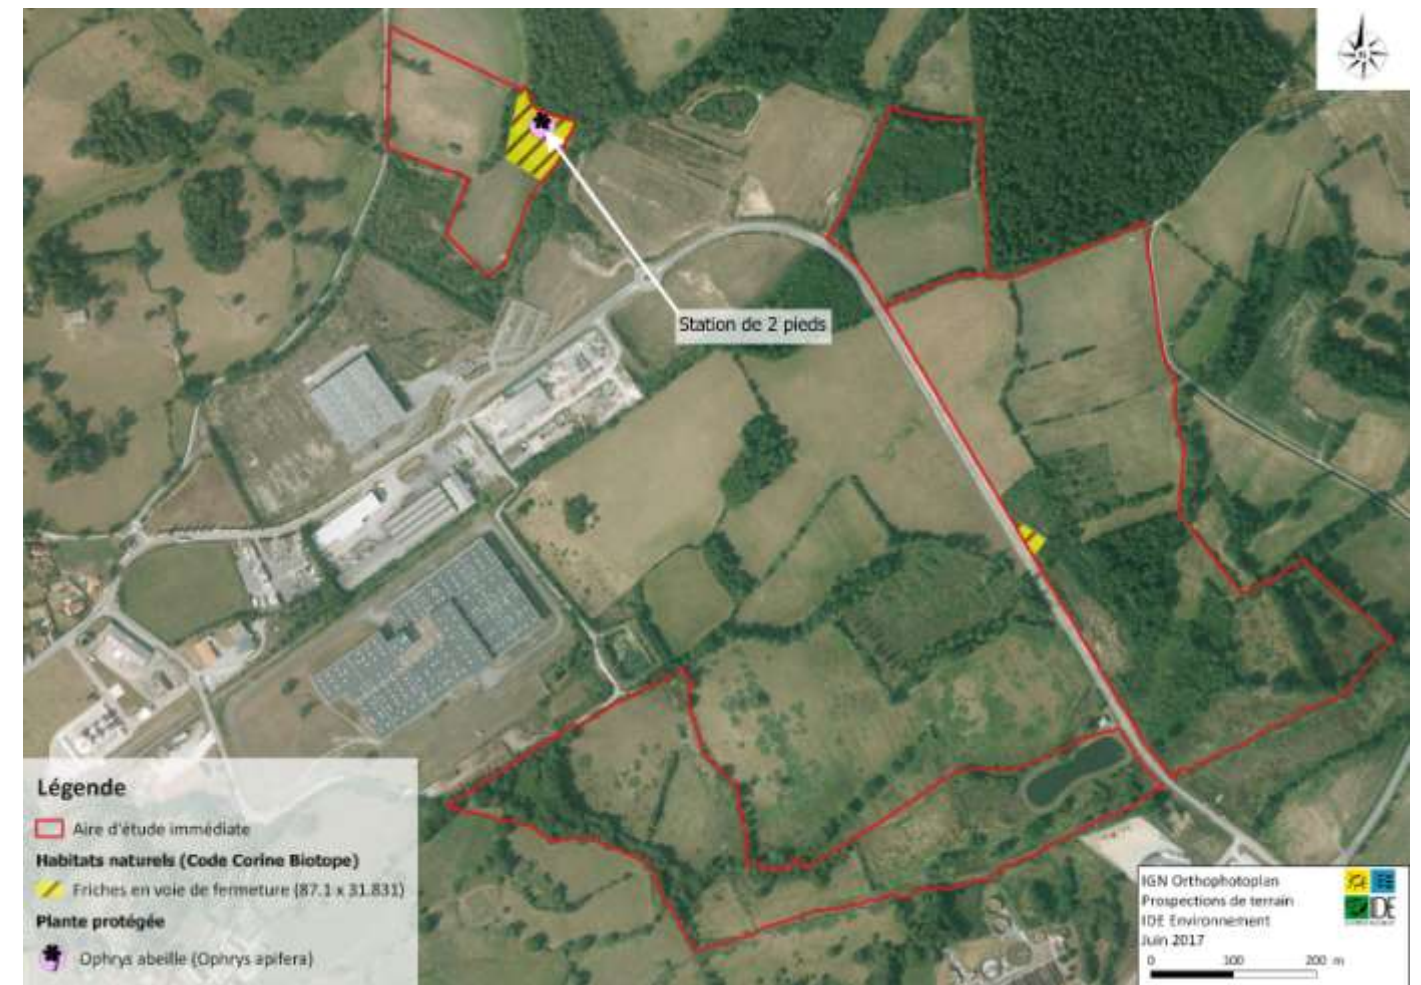 N
Station de 2 pieds
Légende
Aire d'étude immédiate
Habitats naturels (Code Corine Biotope)
Friches en voie de fermeture (87.1 x 31.831)
Plante protégée
Ophrys abeille (Ophrys apifera)
IGN Orthophotoplan
Prospections de terrain
IDE Environnement
Juin 2017
IDE
0 100 200 m